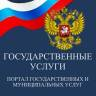 ГОСУДАРСТВЕННЫЕ
УСЛУГИ
ПОРТАЛ ГОСУДАРСТВЕННЫХ И
МУНИЦИПАЛЬНЫХ УСЛУГ